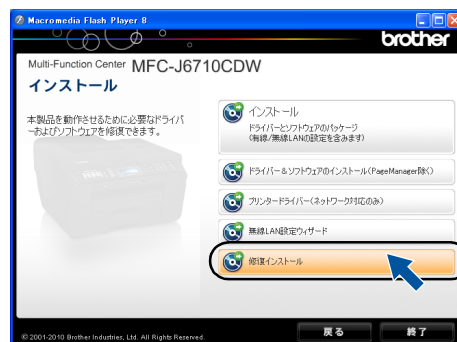 Macromedia Flash Player 8
brother
Multi-Function Center MFC-J6710CDW
インストール
本製品を動作させるために必要なドライバ
ーおよびソフトウェアを修復できます。
インストール
ドライバーとソフトウェアのパッケージ
(有線/無線LANの設定を含みます)
ドライバー&ソフトウェアのインストール(PageManager除く)
プリンタードライバー(ネットワーク対応のみ)
無線LAN設定ウィザード
修復インストール
© 2001-2010 Brother Industries, Ltd. All Rights Reserved.
戻る
終了